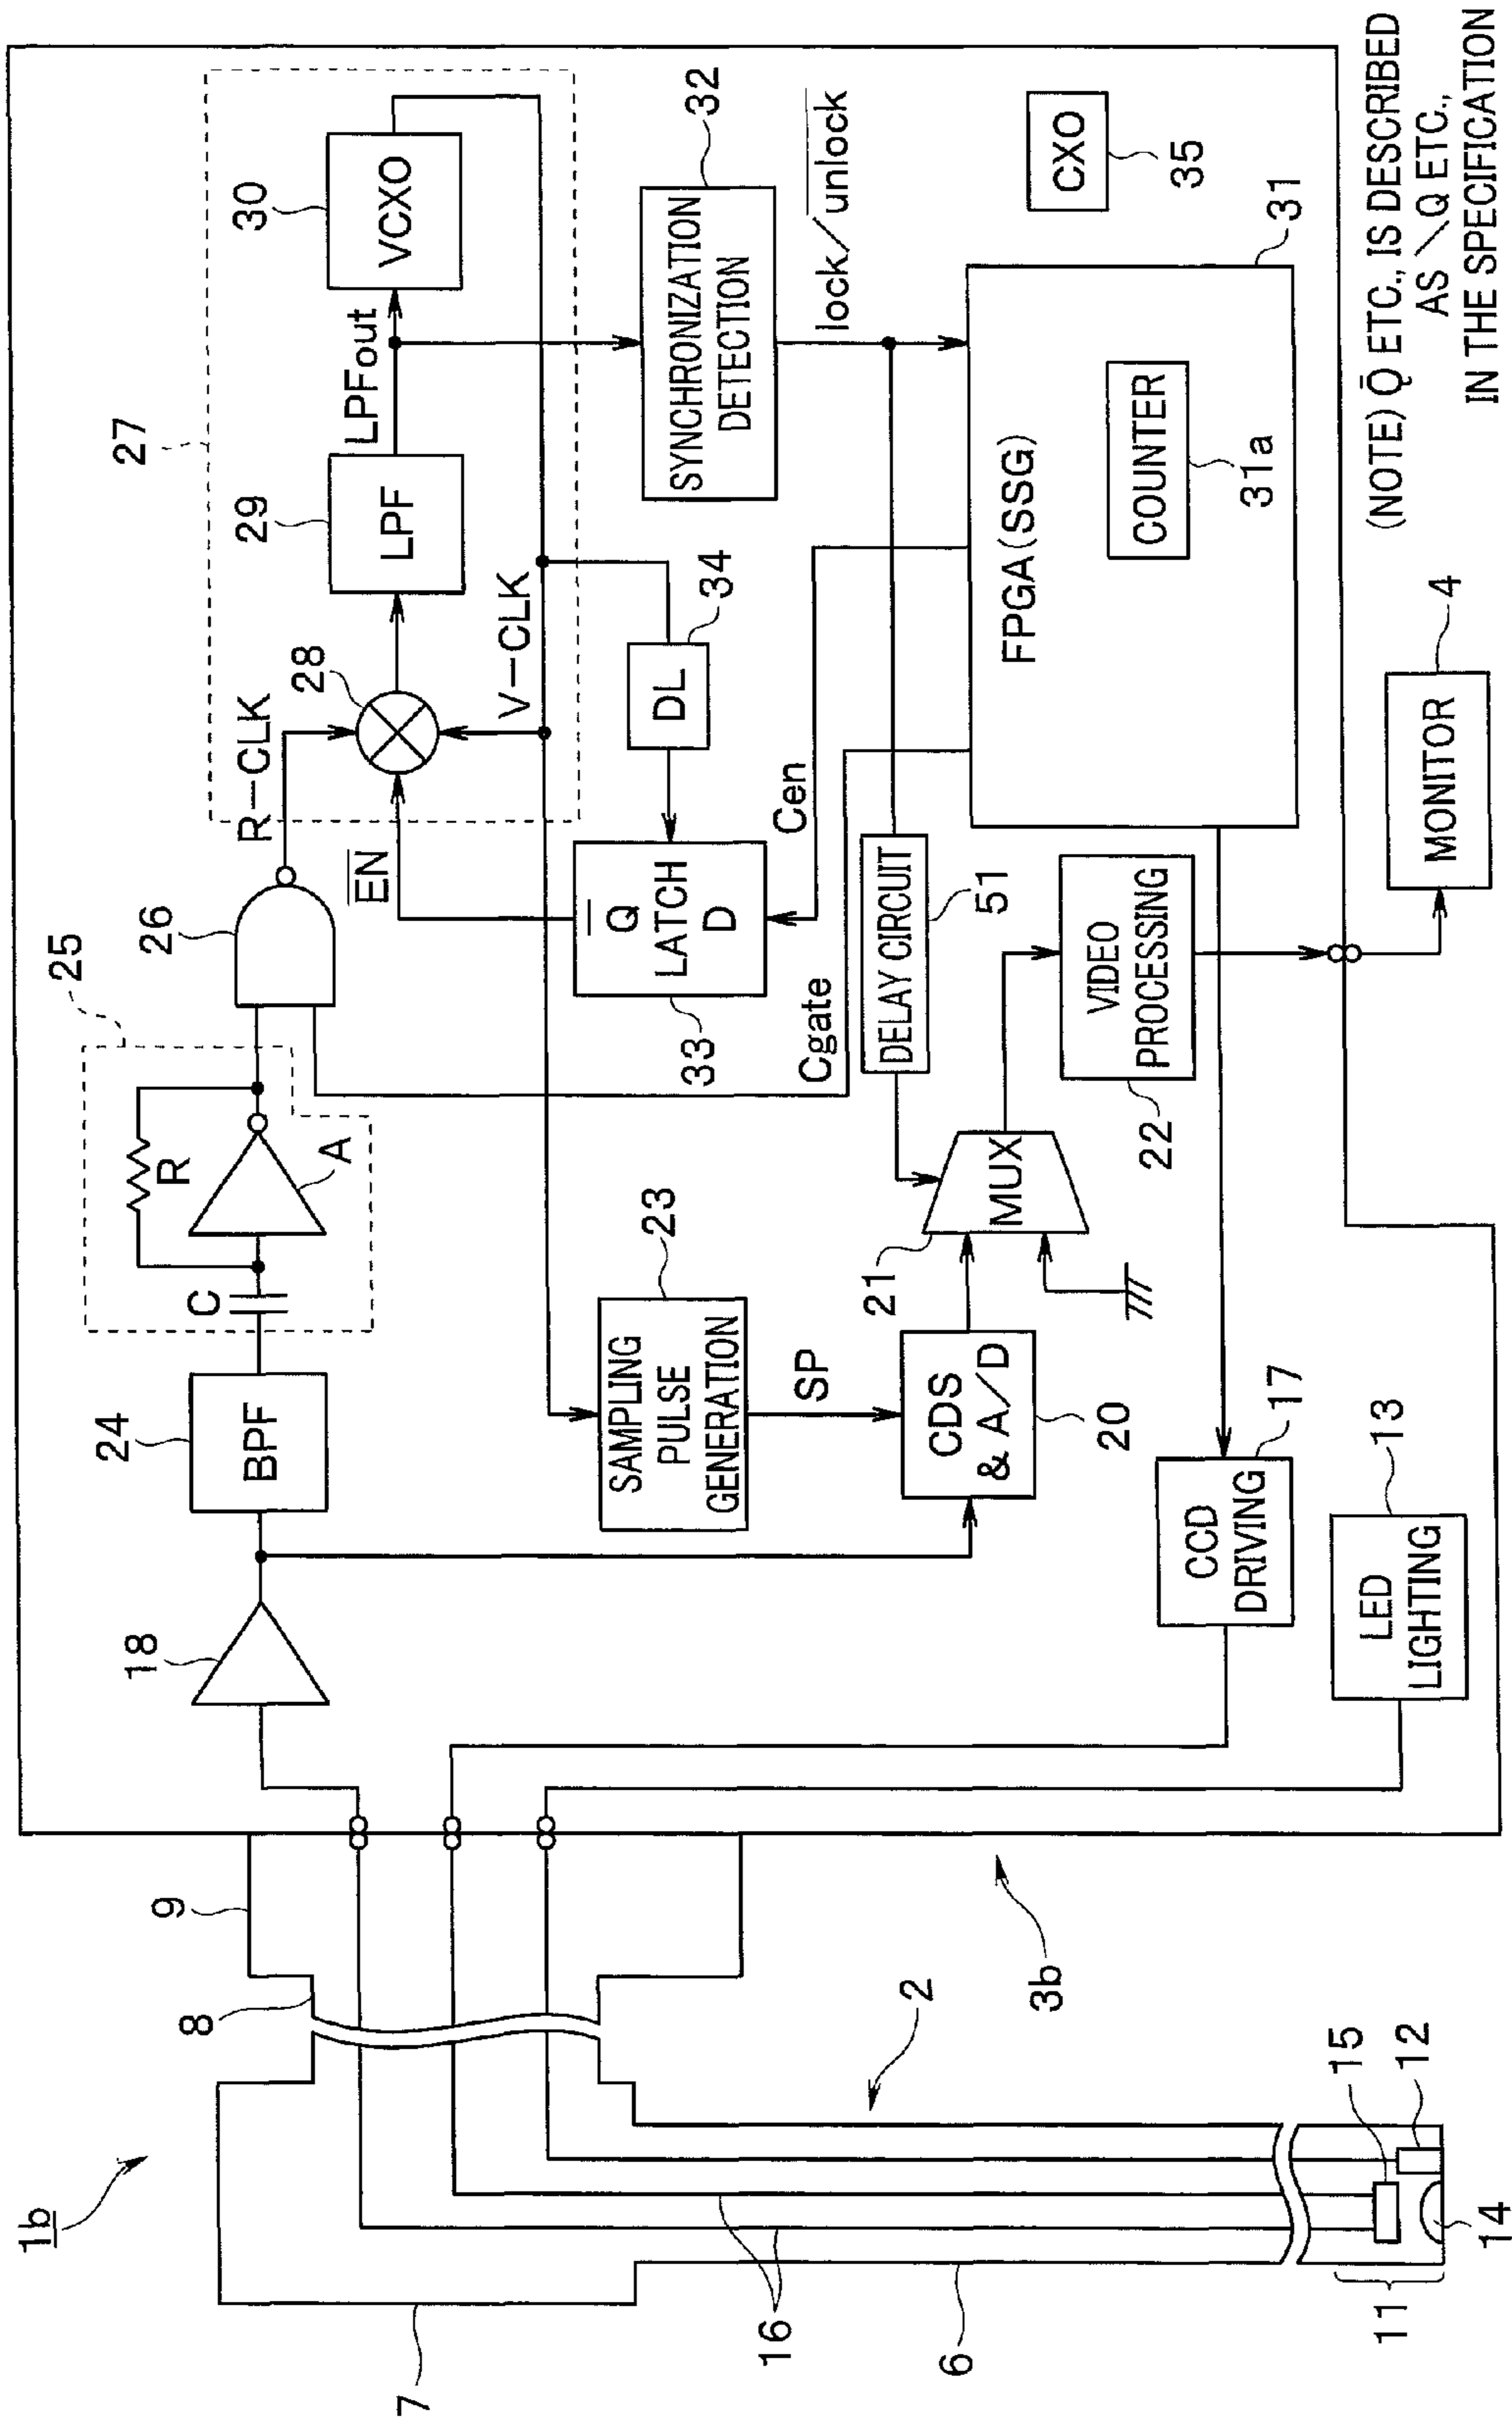 1b
7
8
9
18
24
BPF
C
R
A
25
26
R-CLK
28
29
LPF
LPFout
30
VCXO
27
V-CLK
EN
Q
LATCH
D
33
DL
34
SYNCHRONIZATION
DETECTION
32
lock/unlock
Cen
Cgate
DELAY CIRCUIT
51
FPGA(SSG)
COUNTER
31a
31
CXO
35
SAMPLING
PULSE
GENERATION
23
SP
CDS
& A/D
20
21
MUX
VIDEO
PROCESSING
22
MONITOR
4
CCD
DRIVING
17
LED
LIGHTING
13
3b
2
16
6
15
12
14
11
(NOTE) Q̄ ETC., IS DESCRIBED
AS \Q ETC.,
IN THE SPECIFICATION